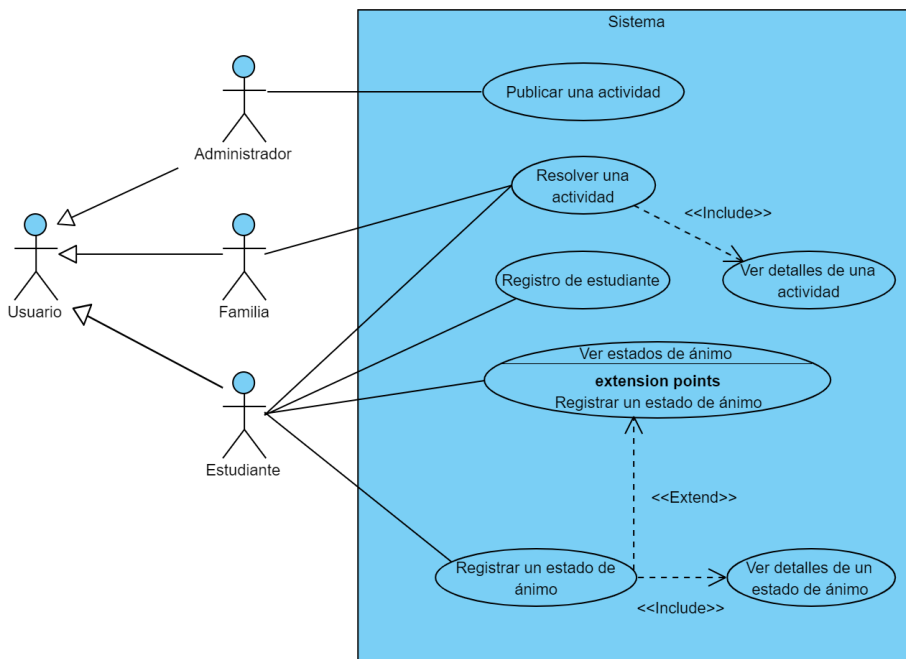 Sistema
Publicar una actividad
Administrador
Resolver una
actividad
<<Include>>
Ver detalles de una
actividad
Usuario
Familia
Registro de estudiante
Ver estados de ánimo
extension points
Registrar un estado de ánimo
Estudiante
<<Extend>>
Registrar un estado de
ánimo
<<Include>>
Ver detalles de un
estado de ánimo